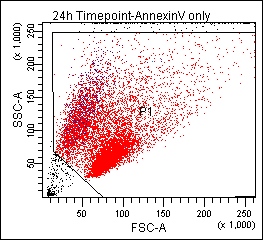 24h Timepoint-AnnexinV only
(x 1,000)
SSC-A
250
200
150
100
50
P1
50 100 150 200 250
FSC-A
(x 1,000)